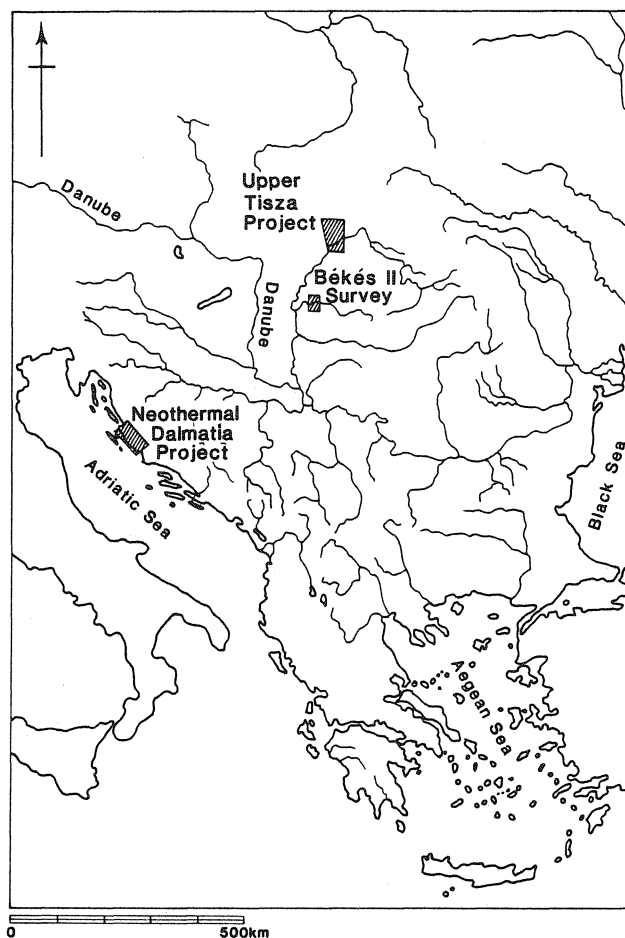 Danube
Upper
Tisza
Project
Békés II
Survey
Danube
Neothermal
Dalmatia
Project
Adriatic Sea
Black Sea
Aegean Sea
0
500km